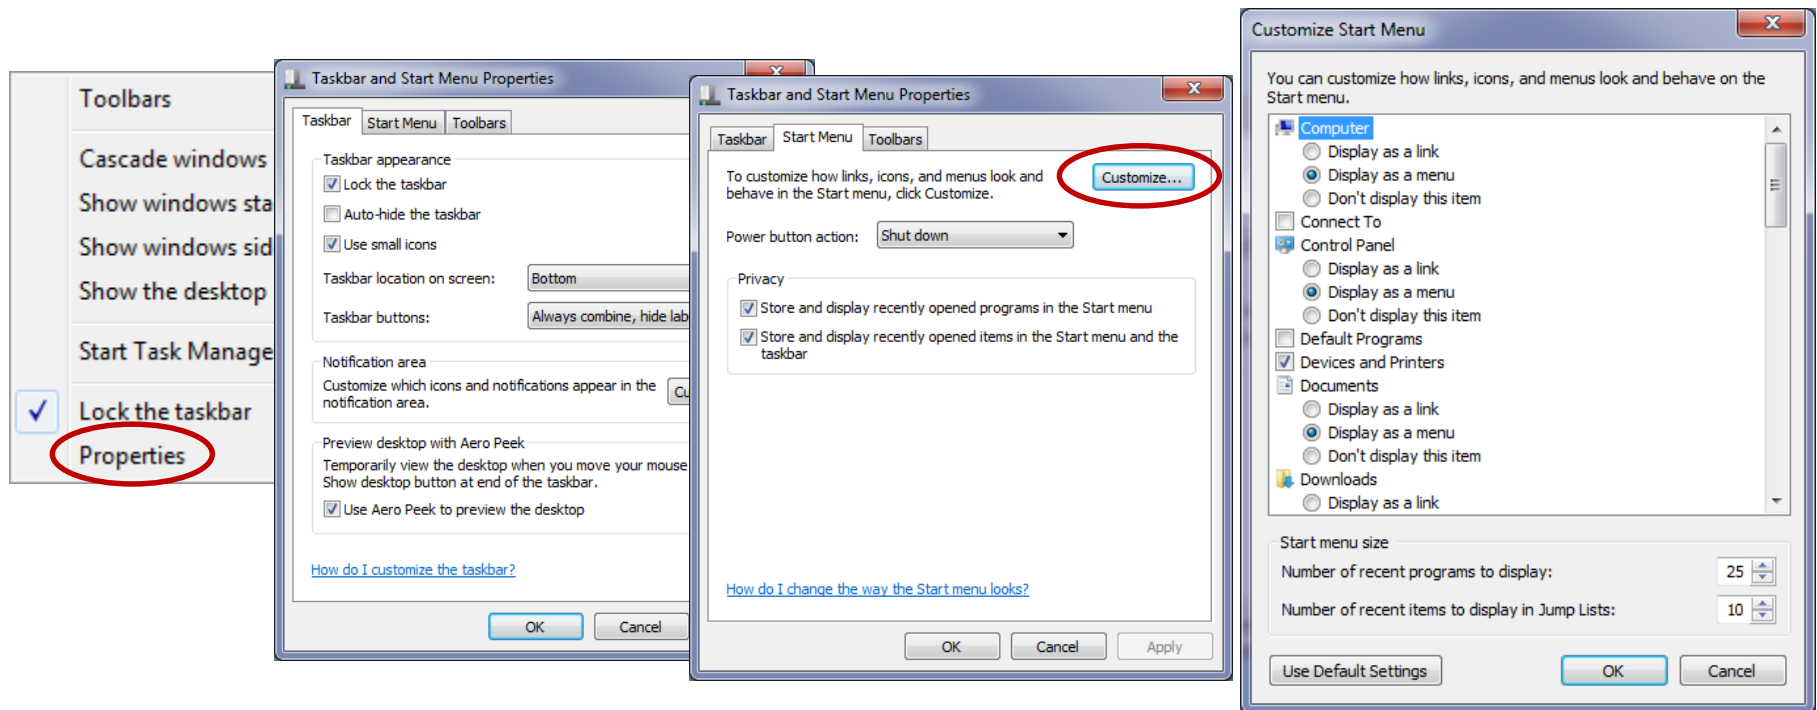 Toolbars
Cascade windows
Show windows sta
Show windows sid
Show the desktop
Start Task Manage
Lock the taskbar
Properties
Taskbar and Start Menu Properties
Taskbar
Start Menu
Toolbars
Taskbar appearance
Lock the taskbar
Auto-hide the taskbar
Use small icons
Taskbar location on screen:
Bottom
Taskbar buttons:
Always combine, hide lab
Notification area
Customize which icons and notifications appear in the
notification area.
Cu
Preview desktop with Aero Peek
Temporarily view the desktop when you move your mouse
Show desktop button at end of the taskbar.
Use Aero Peek to preview the desktop
How do I customize the taskbar?
OK
Cancel
Taskbar and Start Menu Properties
Taskbar
Start Menu
Toolbars
To customize how links, icons, and menus look and
behave in the Start menu, click Customize.
Customize...
Power button action:
Shut down
Privacy
Store and display recently opened programs in the Start menu
Store and display recently opened items in the Start menu and the
taskbar
How do I change the way the Start menu looks?
OK
Cancel
Apply
Customize Start Menu
You can customize how links, icons, and menus look and behave on the
Start menu.
Computer
Display as a link
Display as a menu
Don't display this item
Connect To
Control Panel
Display as a link
Display as a menu
Don't display this item
Default Programs
Devices and Printers
Documents
Display as a link
Display as a menu
Don't display this item
Downloads
Display as a link
Start menu size
Number of recent programs to display:
25
Number of recent items to display in Jump Lists:
10
Use Default Settings
OK
Cancel